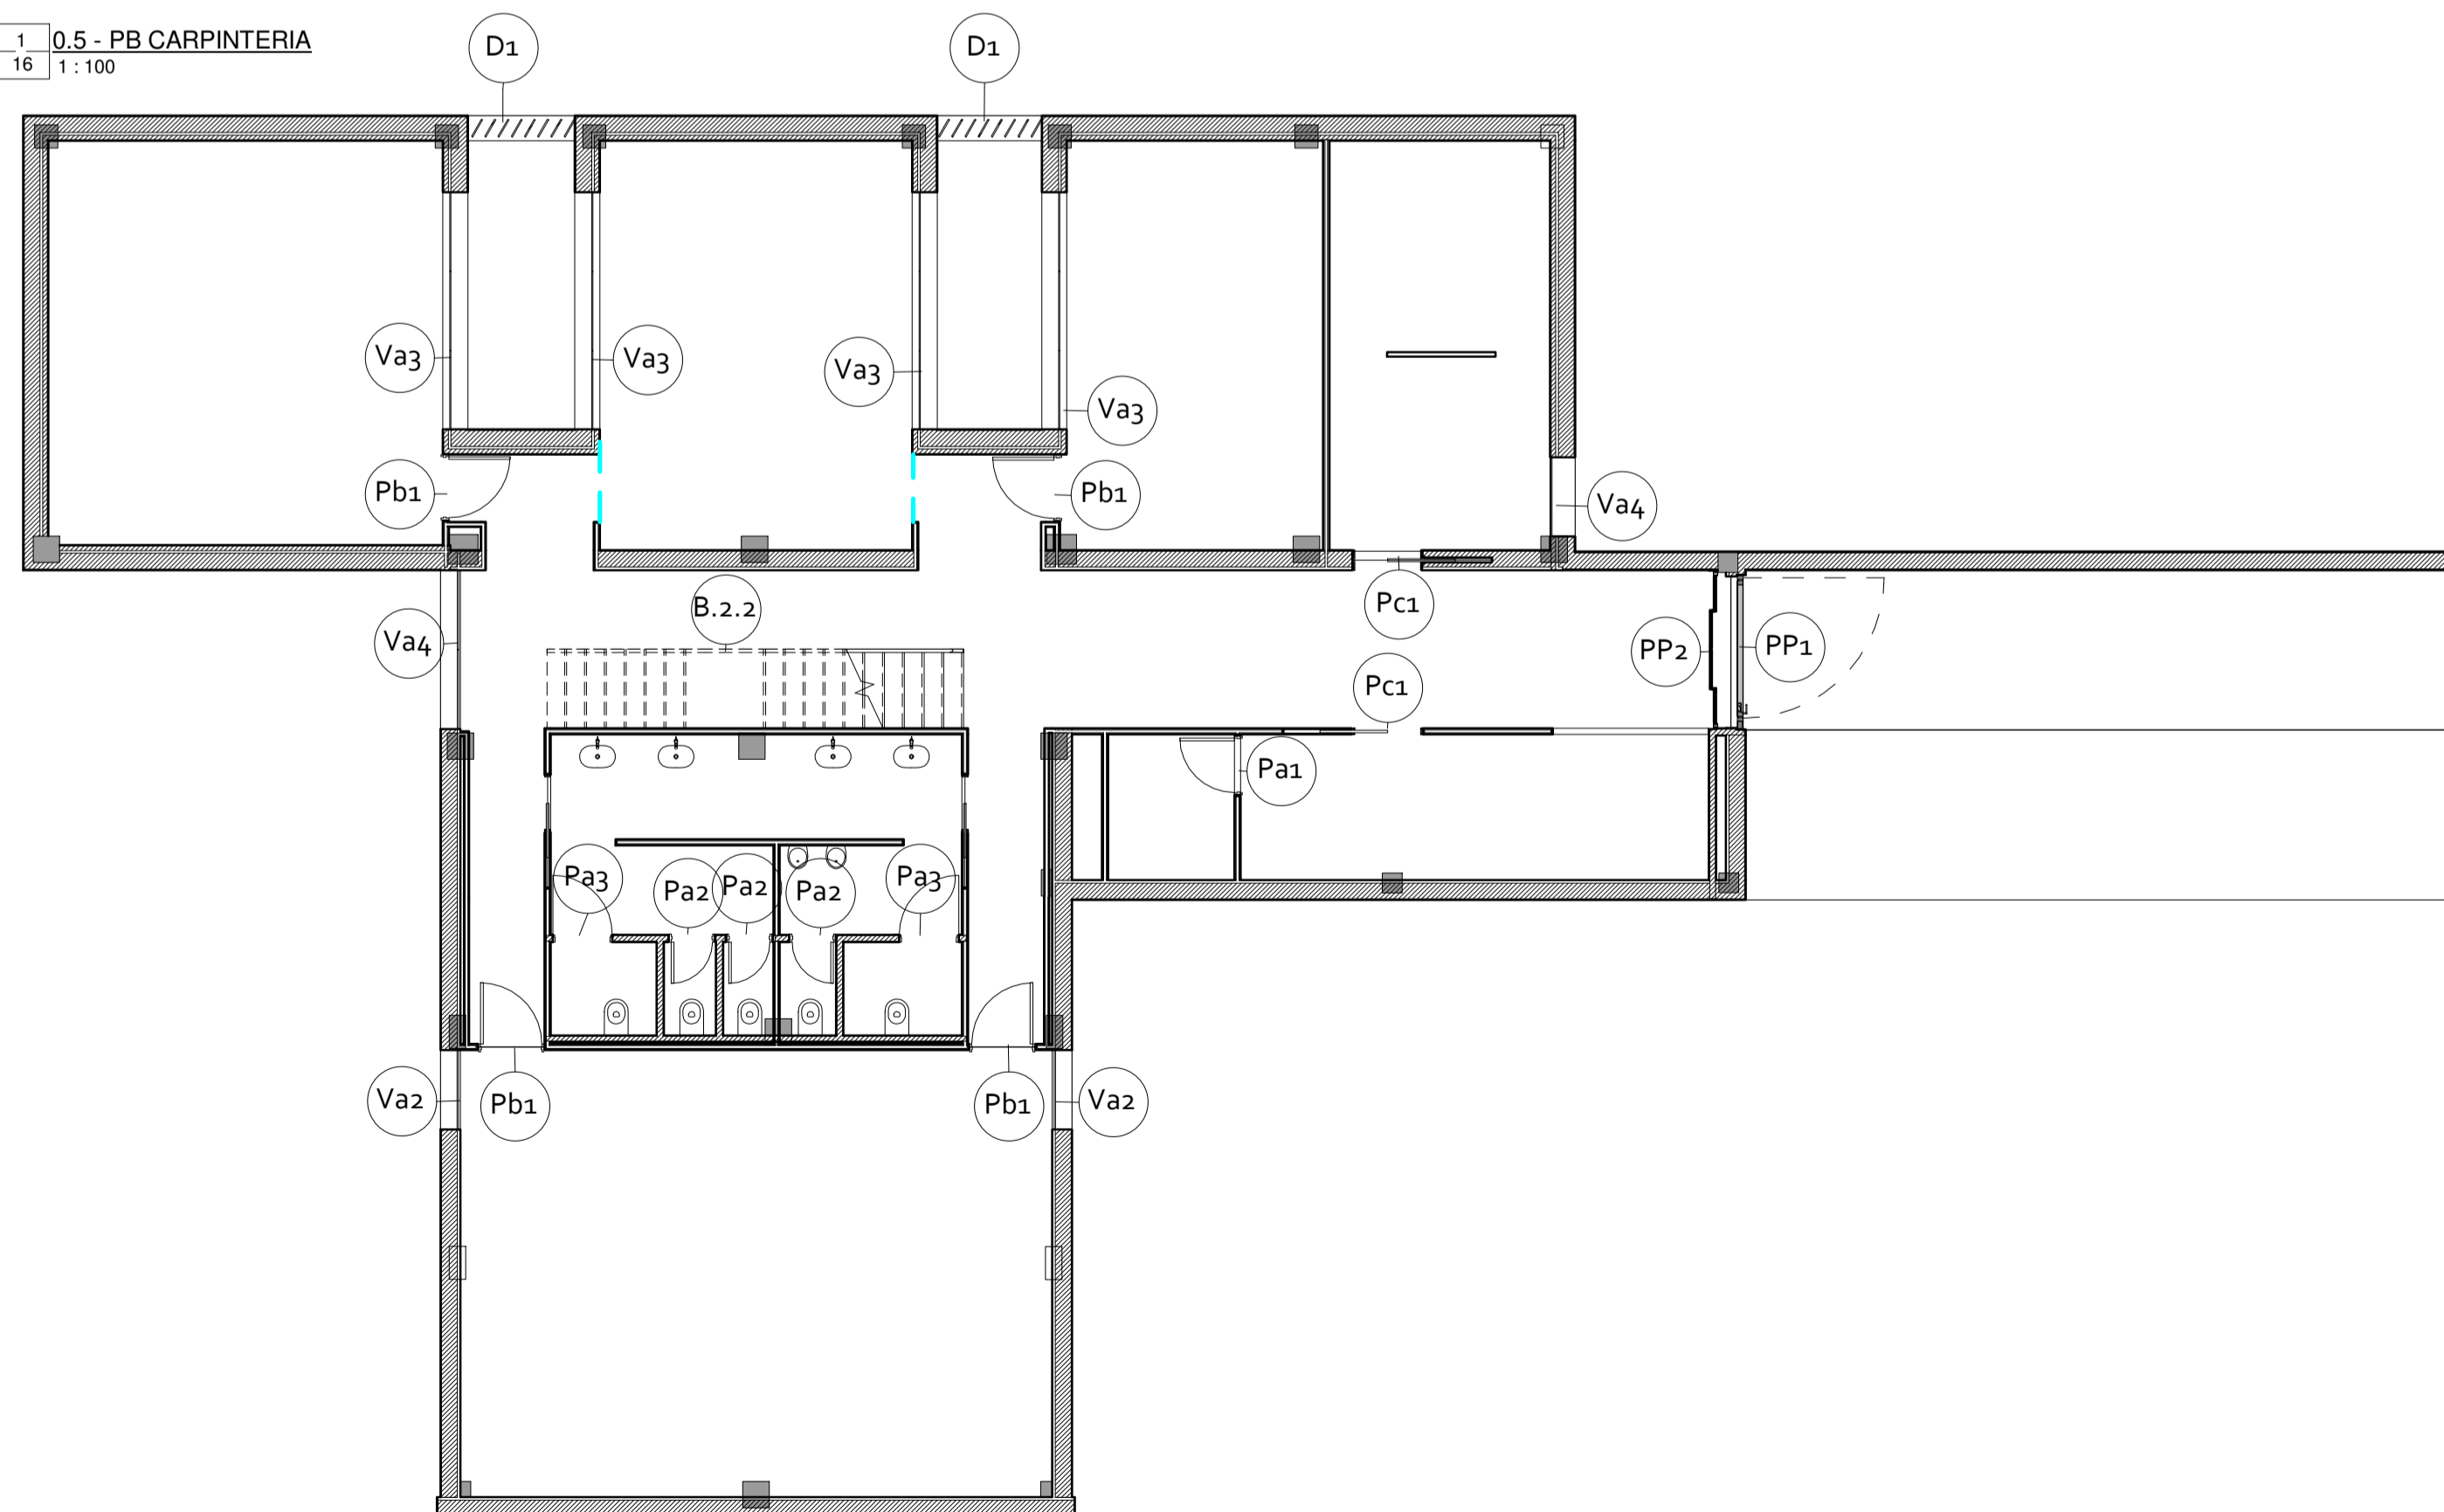 1
16
0.5 - PB CARPINTERIA
1 : 100
D1
D1
Va3
Va3
Va3
Va3
Pb1
Pb1
Va4
B.2.2
Pc1
Va4
PP2
PP1
Pc1
Pa1
Pa3
Pa2
Pa2
Pa2
Pa3
Va2
Pb1
Pb1
Va2